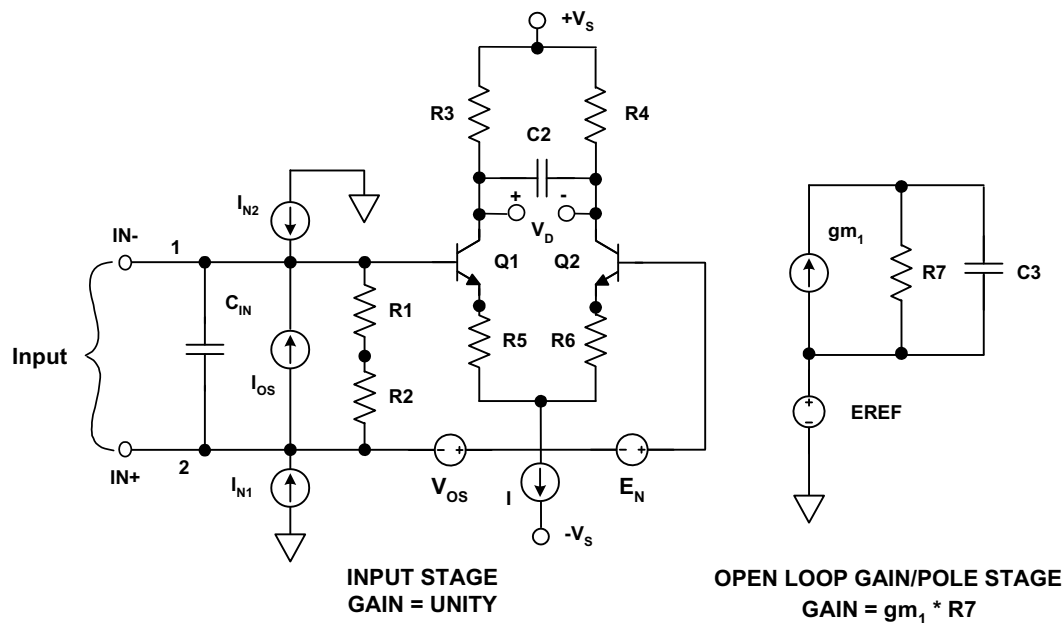 +VS
R3
R4
C2
+
-
VD
IN2
IN-
1
Q1
Q2
gm1
R7
C3
CIN
R1
Input
IOS
R5
R6
R2
+
-
EREF
IN+
2
IN1
-
+
VOS
I
-
+
EN
-VS
INPUT STAGE
GAIN = UNITY
OPEN LOOP GAIN/POLE STAGE
GAIN = gm1 * R7